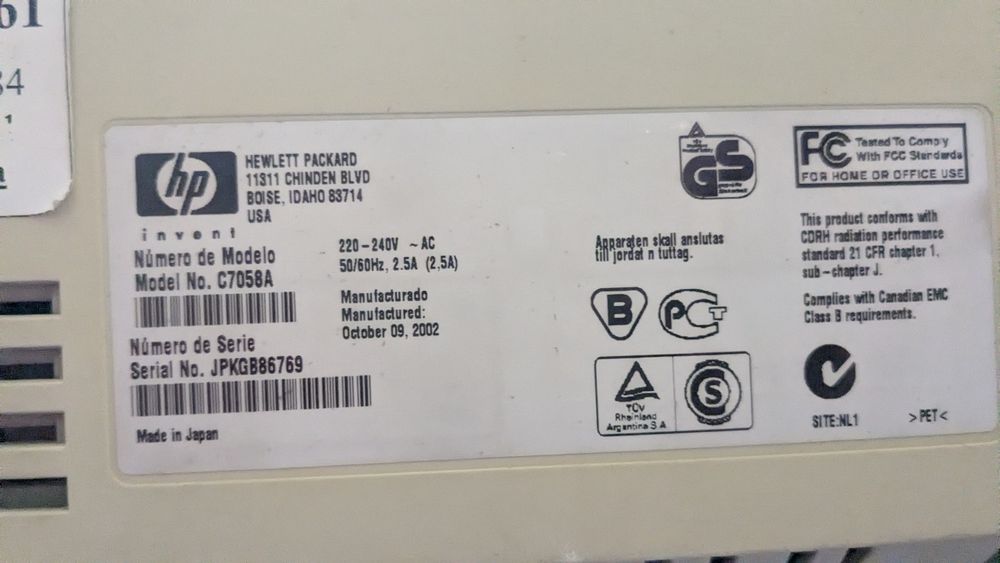 61
34
1
a
hp
invent
HEWLETT PACKARD
11311 CHINDEN BLVD
BOISE, IDAHO 83714
USA
Número de Modelo
Model No. C7058A
220-240V ~ AC
50/60Hz, 2.5A (2,5A)
Manufacturado
Manufactured:
October 09, 2002
Número de Serie
Serial No. JPKGB86769
Made in Japan
GS
Apparaten skall anslutas
till jordat n tuttag.
B
PCT
TÜV
Rheinland
Argentina S A
S
FC Tested To Comply
With FCC Standards
FOR HOME OR OFFICE USE
This product conforms with
CDRH radiation performance
standard 21 CFR chapter 1,
sub-chapter J.
Complies with Canadian EMC
Class B requirements.
SITE:NL1
>PET<